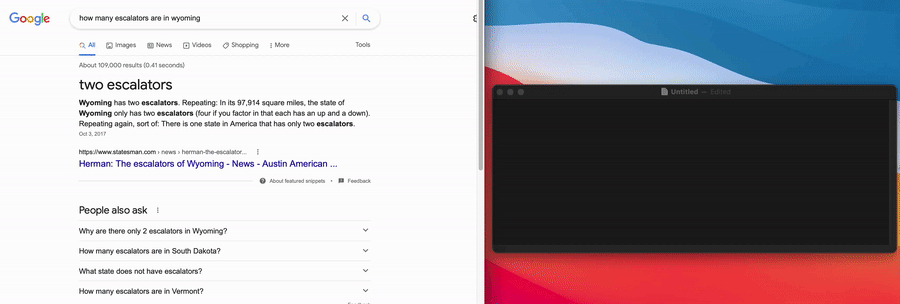 Google
how many escalators are in wyoming
All
Images
News
Videos
Shopping
More
Tools
About 109,000 results (0.41 seconds)
two escalators
Wyoming has two escalators. Repeating: In its 97,914 square miles, the state of
Wyoming only has two escalators (four if you factor in that each has an up and a down).
Repeating again, sort of: There is one state in America that has only two escalators.
Oct 3, 2017
https://www.statesman.com › news › herman-the-escalator...
Herman: The escalators of Wyoming - News - Austin American ...
About featured snippets • Feedback
People also ask
Why are there only 2 escalators in Wyoming?
How many escalators are in South Dakota?
What state does not have escalators?
How many escalators are in Vermont?
Untitled — Edited